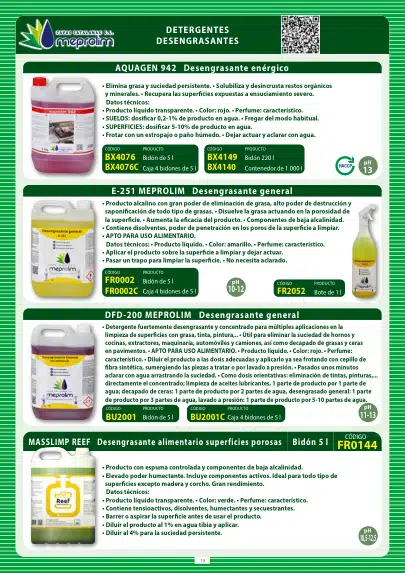 CUPAS CATALANAS S.L.
meprolim
DETERGENTES
DESENGRASANTES
AQUAGEN 942 Desengrasante enérgico
• Elimina grasa y suciedad persistente. • Solubiliza y desincrusta restos orgánicos
y minerales. • Recupera las superficies expuestas a ensuciamiento severo.
Datos técnicos:
• Producto líquido transparente. • Color: rojo. • Perfume: característico.
• SUELOS: dosificar 0,2-1% de producto en agua. • Fregar del modo habitual.
• SUPERFICIES: dosificar 5-10% de producto en agua.
• Frotar con un estropajo o paño húmedo. • Dejar actuar y aclarar con agua.
CÓDIGO PRODUCTO
BX4076 Bidón de 5 l
BX4076C Caja 4 bidones de 5 l
CÓDIGO PRODUCTO
BX4149 Bidón 220 l
BX4140 Contenedor de 1 000 l
HACCP
pH
13
E-251 MEPROLIM Desengrasante general
• Producto alcalino con gran poder de eliminación de grasa, alto poder de destrucción y
saponificación de todo tipo de grasas. • Disuelve la grasa actuando en la porosidad de
la superficie. • Aumenta la eficacia del producto. • Componentes de baja alcalinidad.
• Contiene disolventes, poder de penetración en los poros de la superficie a limpiar.
• APTO PARA USO ALIMENTARIO.
Datos técnicos: • Producto líquido. • Color: amarillo. • Perfume: característico.
• Aplicar el producto sobre la superficie a limpiar y dejar actuar.
• Pasar un trapo para limpiar la superficie. • No necesita aclarado.
Desengrasante general
meprolim
CÓDIGO PRODUCTO
FR0002 Bidón de 5 l
FR0002C Caja 4 bidones de 5 l
pH
10-12
CÓDIGO PRODUCTO
FR2052 Bote de 1 l
DFD-200 MEPROLIM Desengrasante general
• Detergente fuertemente desengrasante y concentrado para múltiples aplicaciones en la
limpieza de superficies con grasa, tinta, pintura,... • Útil para eliminar la suciedad de hornos y
cocinas, extractores, maquinaria, automóviles y camiones, así como decapado de grasas y ceras
en pavimentos. • APTO PARA USO ALIMENTARIO. • Producto líquido. • Color: rojo. • Perfume:
característico. • Diluir el producto a las dosis adecuadas y aplicarlo ya sea frotando con cepillo de
fibra sintética, sumergiendo las piezas a tratar o por lavado a presión. • Pasados unos minutos
aclarar con agua arrastrando la suciedad. • Como dosis orientativas: eliminación de tintas, pinturas,...
directamente el concentrado; limpieza de aceites lubricantes, 1 parte de producto por 1 parte de
agua; decapado de ceras: 1 parte de producto por 2 partes de agua, desengrasado general: 1 parte
de producto por 3 partes de agua, lavado a presión: 1 parte de producto por 5-10 partes de agua.
Desengrasante general
meprolim
CÓDIGO PRODUCTO
BU2001 Bidón de 5 l
CÓDIGO PRODUCTO
BU2001C Caja 4 bidones de 5 l
pH
11-13
MASSLIMP REEF Desengrasante alimentario superficies porosas Bidón 5 l
CÓDIGO
FR0144
• Producto con espuma controlada y componentes de baja alcalinidad.
• Elevado poder humectante. Incluye componentes activos. Ideal para todo tipo de
superficies excepto madera y corcho. Gran rendimiento.
Datos técnicos:
• Producto líquido transparente. • Color: verde. • Perfume: característico.
• Contiene tensioactivos, disolventes, humectantes y secuestrantes.
• Barrer o aspirar la superficie antes de usar el producto.
• Diluir el producto al 1% en agua tibia y aplicar.
• Diluir al 4% para la suciedad persistente.
Reef
pH
10,5-12,5
19